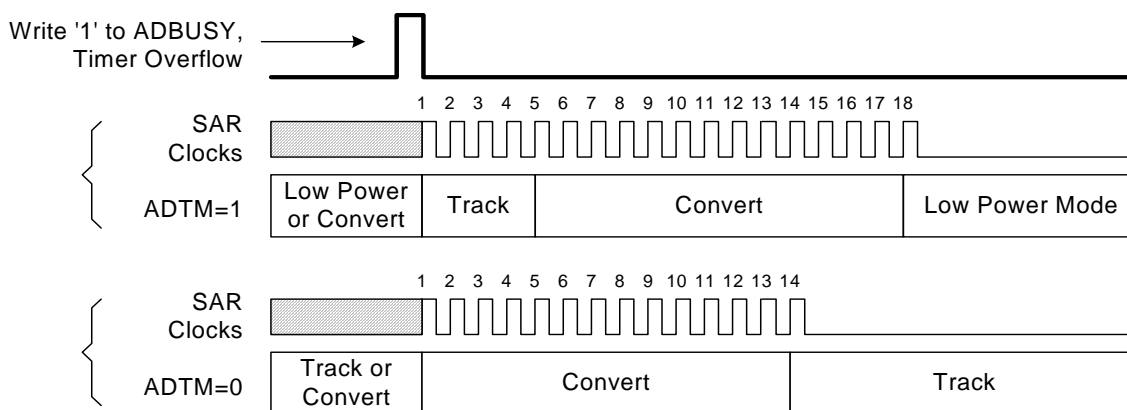 Write '1' to ADBUSY,
Timer Overflow
1 2 3 4 5 6 7 8 9 10 11 12 13 14 15 16 17 18
SAR
Clocks
ADTM=1
Low Power
or Convert
Track
Convert
Low Power Mode
1 2 3 4 5 6 7 8 9 10 11 12 13 14
SAR
Clocks
ADTM=0
Track or
Convert
Convert
Track